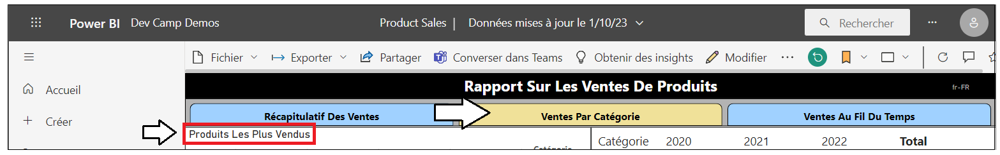 Power BI Dev Camp Demos Product Sales | Données mises à jour le 1/10/23 Rechercher ...
Fichier Exporter Partager Converser dans Teams Obtenir des insights Modifier ...
Rapport Sur Les Ventes De Produits fr-FR
Accueil
Récapitulatif Des Ventes Ventes Par Catégorie Ventes Au Fil Du Temps
Créer
Produits Les Plus Vendus
Catégorie Catégorie 2020 2021 2022 Total